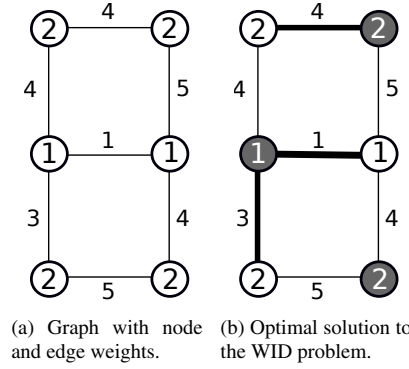 2 4 2 2 4 2
4 5 4 5
1 1 1 1 1 1
3 4 3 4
2 5 2 2 5 2
(a) Graph with node (b) Optimal solution to
and edge weights. the WID problem.